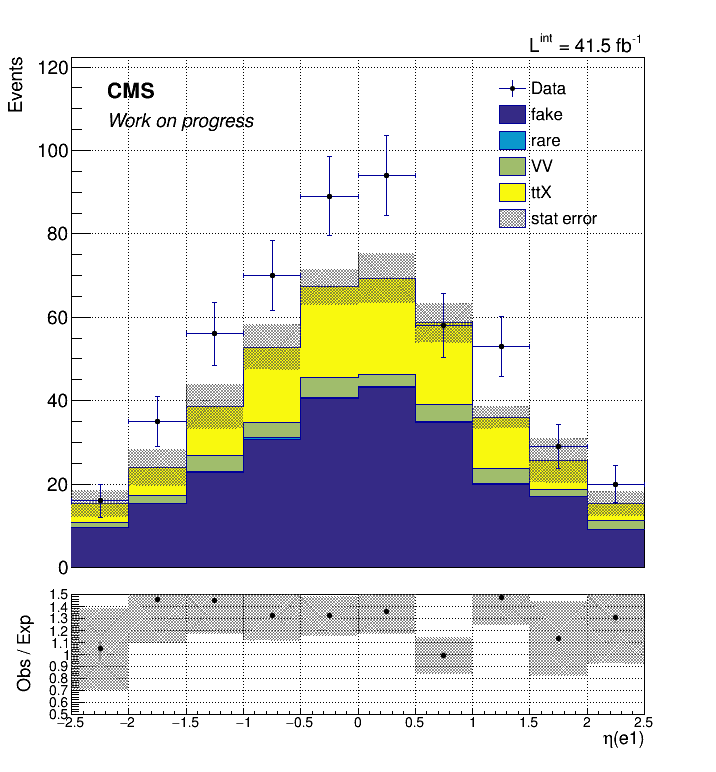 L^int = 41.5 fb^-1
Events
120
100
80
60
40
20
0
CMS
Work on progress
Data
fake
rare
VV
ttX
stat error
Obs / Exp
1.5
1.4
1.3
1.2
1.1
1
0.9
0.8
0.7
0.6
0.5
−2.5 −2 −1.5 −1 −0.5 0 0.5 1 1.5 2 2.5
η(e1)